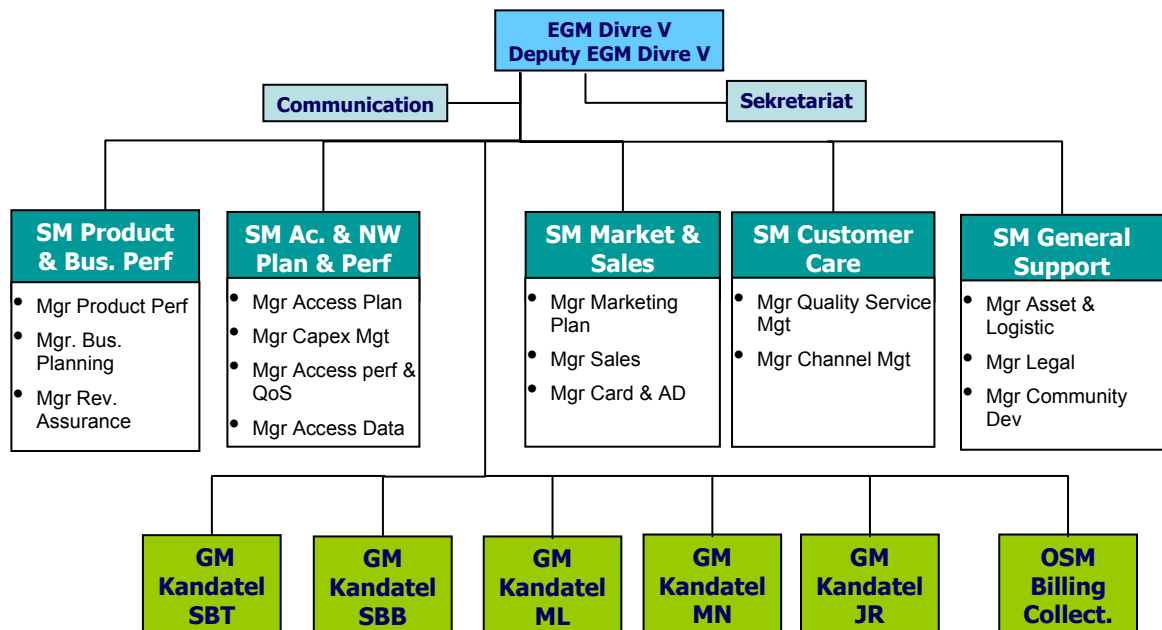 EGM Divre V
Deputy EGM Divre V
Communication
Sekretariat
SM Product
& Bus. Perf
• Mgr Product Perf
• Mgr. Bus.
Planning
• Mgr Rev.
Assurance
SM Ac. & NW
Plan & Perf
• Mgr Access Plan
• Mgr Capex Mgt
• Mgr Access perf &
QoS
• Mgr Access Data
SM Market &
Sales
• Mgr Marketing
Plan
• Mgr Sales
• Mgr Card & AD
SM Customer
Care
• Mgr Quality Service
Mgt
• Mgr Channel Mgt
SM General
Support
• Mgr Asset &
Logistic
• Mgr Legal
• Mgr Community
Dev
GM
Kandatel
SBT
GM
Kandatel
SBB
GM
Kandatel
ML
GM
Kandatel
MN
GM
Kandatel
JR
OSM
Billing
Collect.